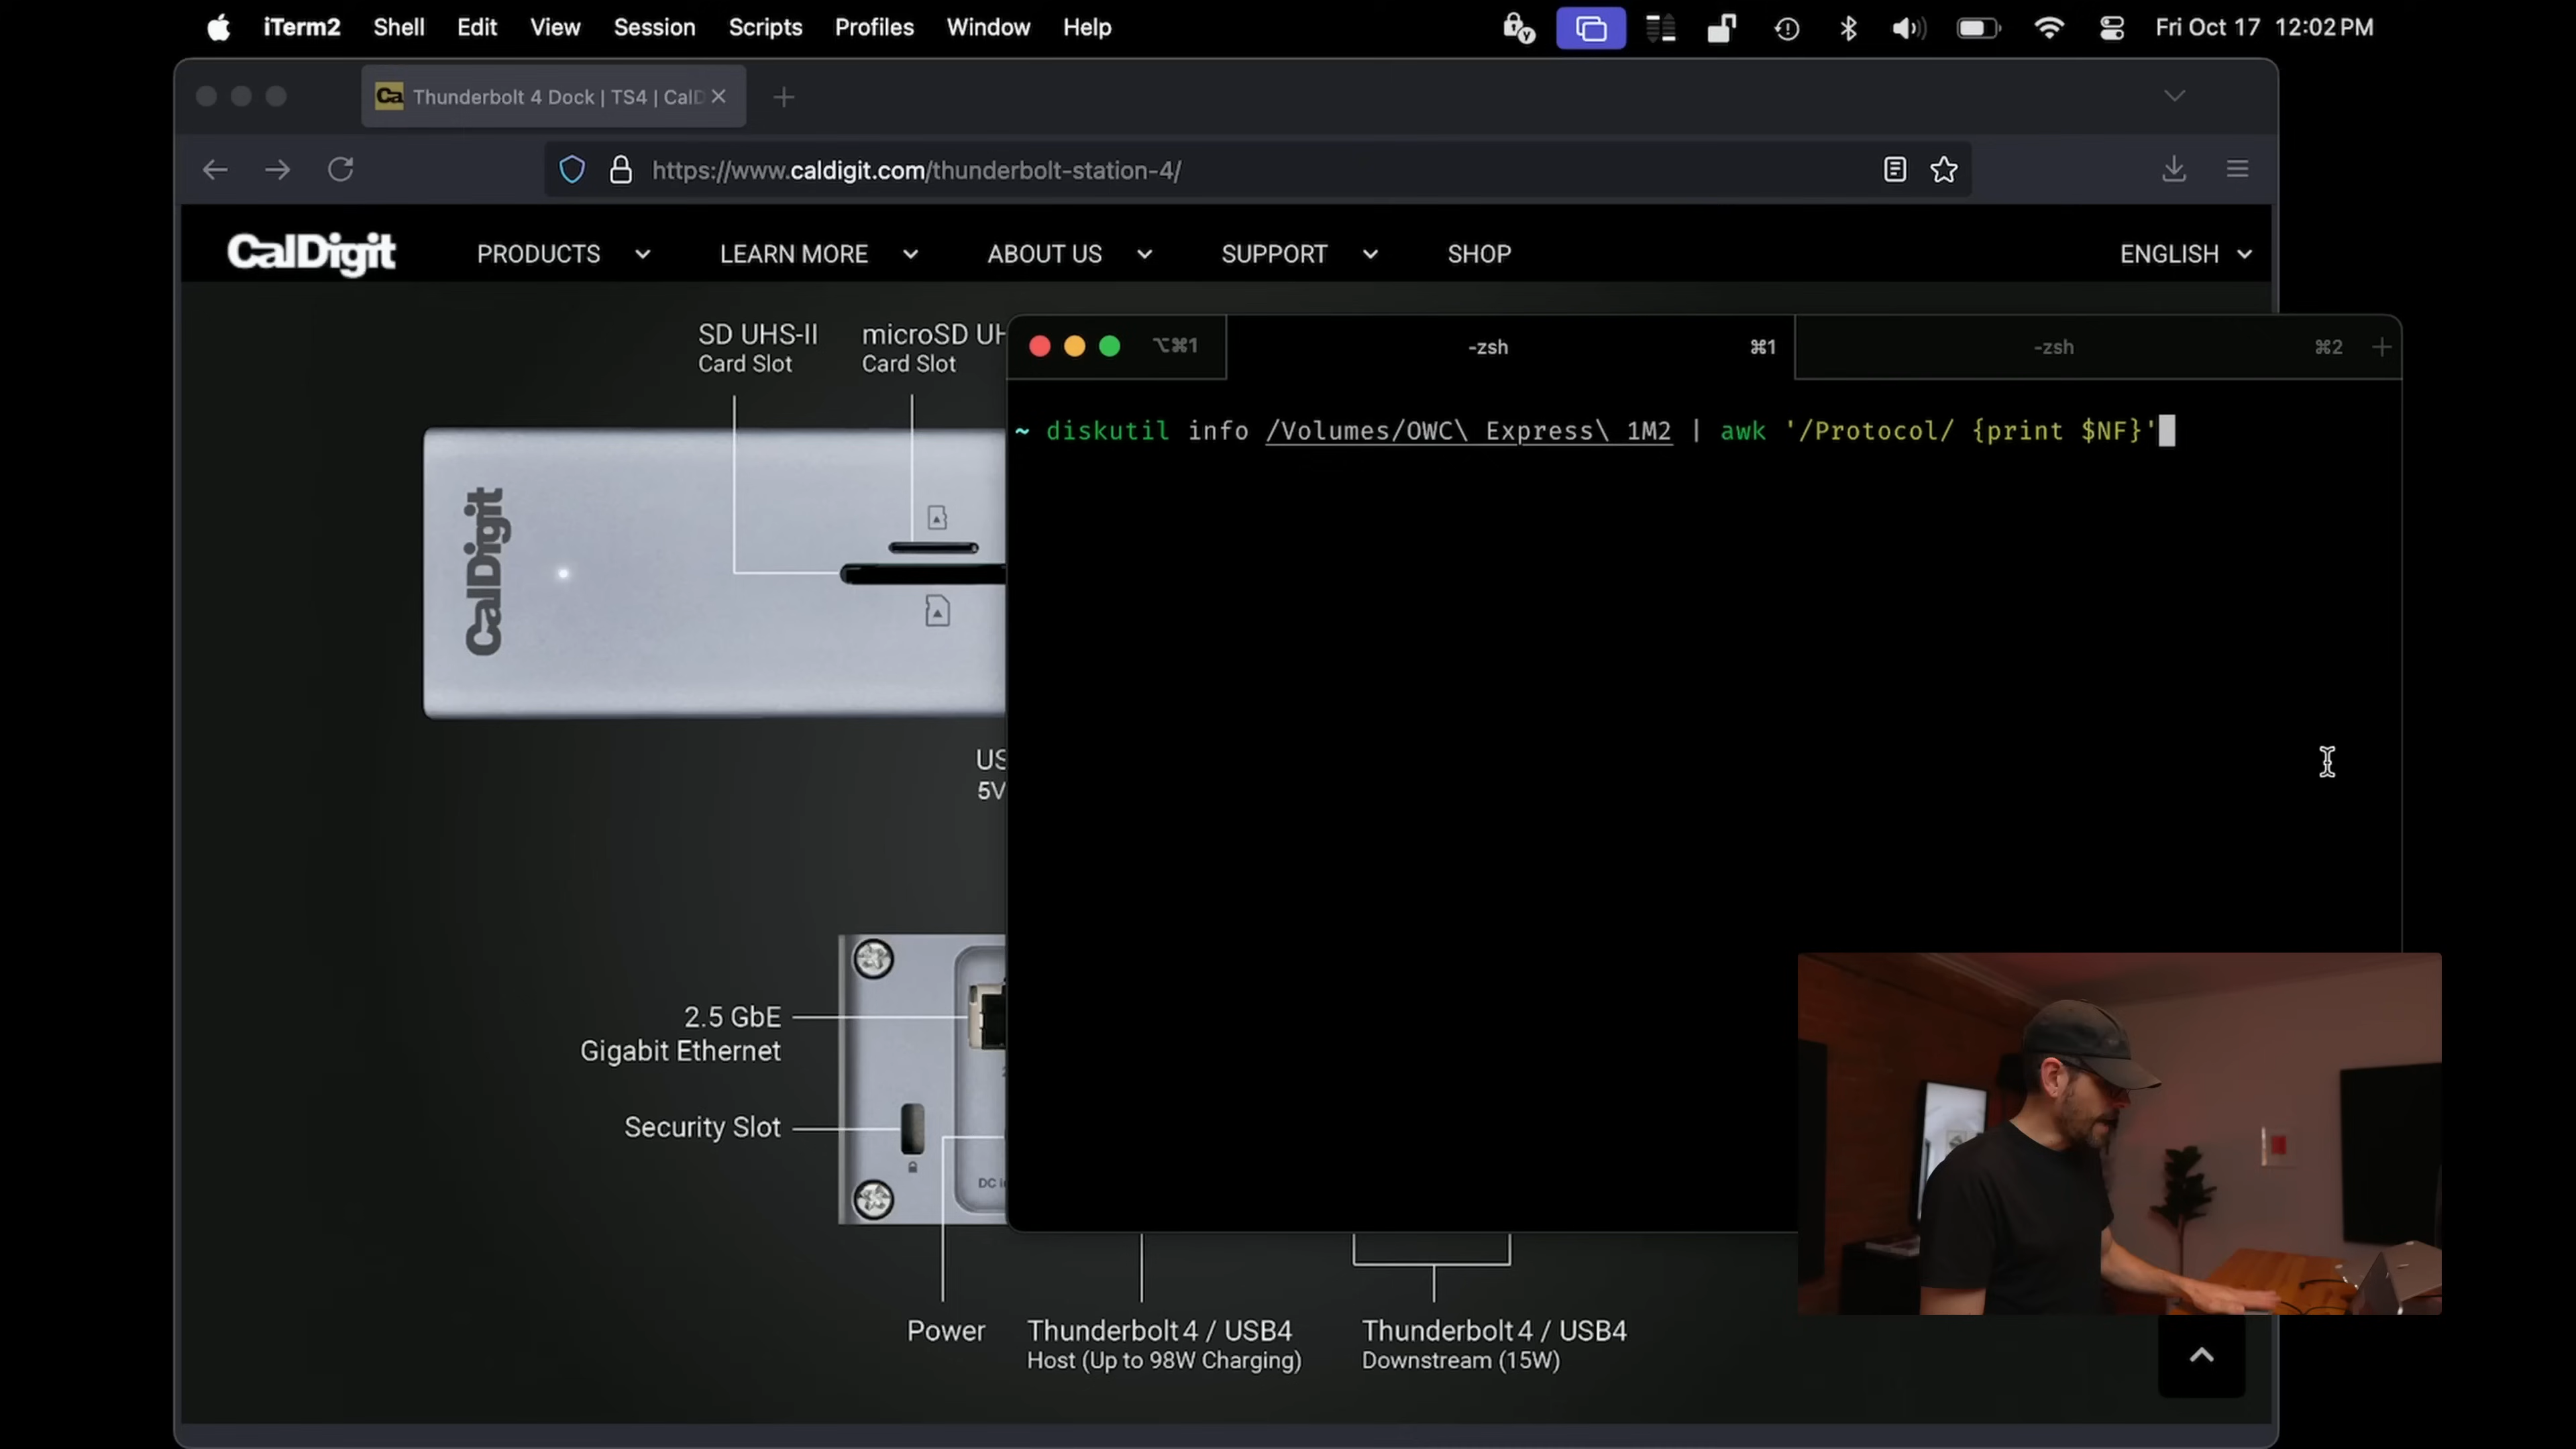 iTerm2 Shell Edit View Session Scripts Profiles Window Help Fri Oct 17 12:02 PM
Thunderbolt 4 Dock | TS4 | CalD
https://www.caldigit.com/thunderbolt-station-4/
CalDigit PRODUCTS LEARN MORE ABOUT US SUPPORT SHOP ENGLISH
SD UHS-II
Card Slot
microSD UH
Card Slot
⌥⌘1 -zsh ⌘1 -zsh ⌘2
~ diskutil info /Volumes/OWC\ Express\ 1M2 | awk '/Protocol/ {print $NF}'
CalDigit
US
5V
2.5 GbE
Gigabit Ethernet
Security Slot
DC i
Power
Thunderbolt 4 / USB4
Host (Up to 98W Charging)
Thunderbolt 4 / USB4
Downstream (15W)